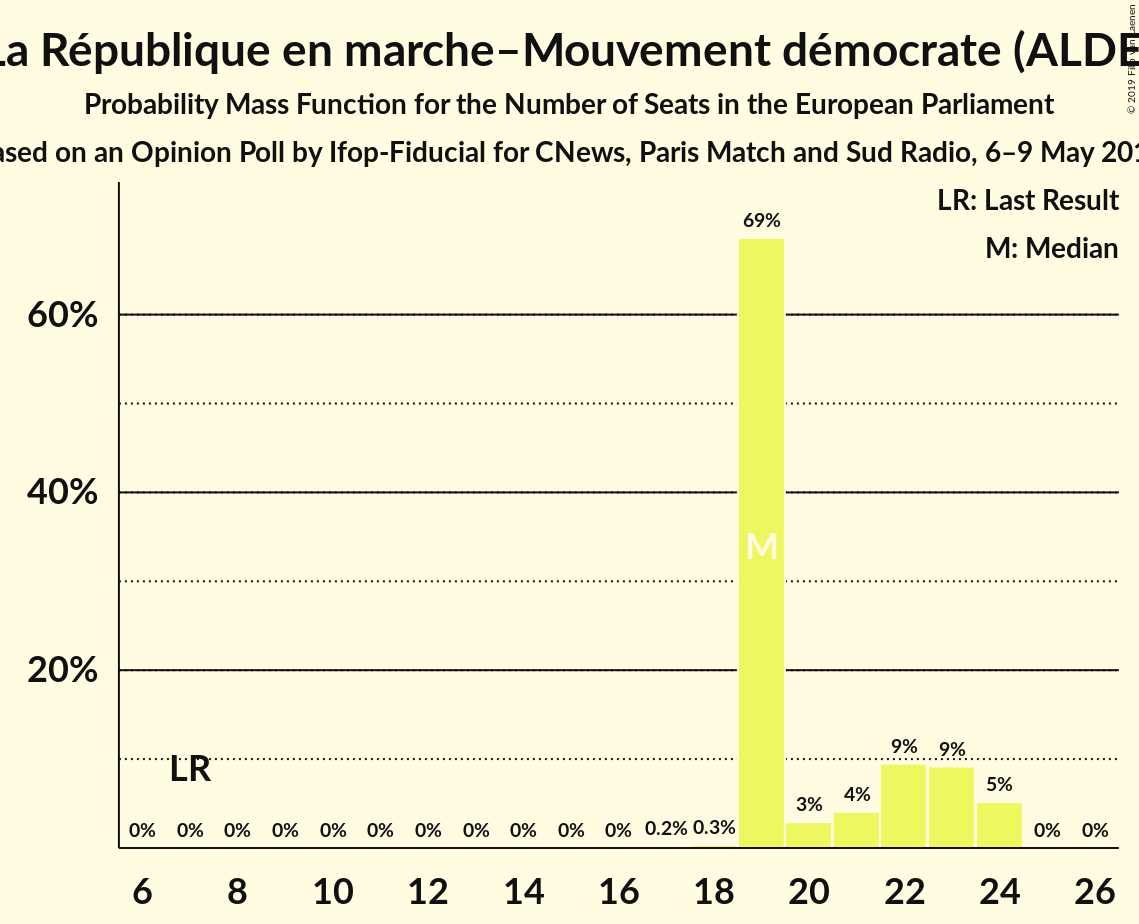 La République en marche–Mouvement démocrate (ALDE
Probability Mass Function for the Number of Seats in the European Parliament
ased on an Opinion Poll by Ifop-Fiducial for CNews, Paris Match and Sud Radio, 6–9 May 201
© 2019
LR: Last Result
M: Median
69%
60%
40%
M
20%
LR
9% 9%
5%
4%
3%
0% 0% 0% 0% 0% 0% 0% 0% 0% 0% 0% 0.2% 0.3% 0% 0%
6 8 10 12 14 16 18 20 22 24 26